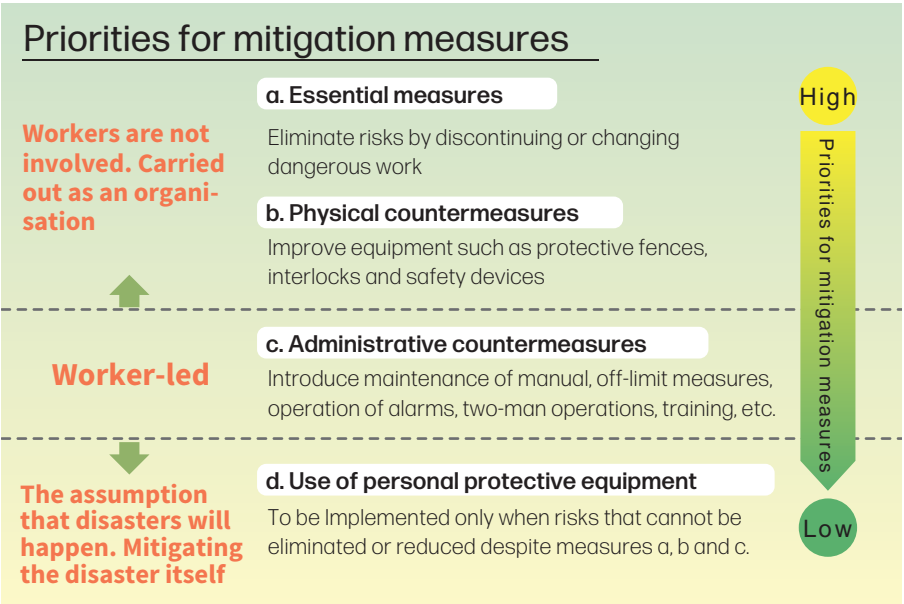 Priorities for mitigation measures
Workers are not
involved. Carried
out as an organi-
sation
a. Essential measures
Eliminate risks by discontinuing or changing
dangerous work
b. Physical countermeasures
Improve equipment such as protective fences,
interlocks and safety devices
Worker-led
c. Administrative countermeasures
Introduce maintenance of manual, off-limit measures,
operation of alarms, two-man operations, training, etc.
The assumption
that disasters will
happen. Mitigating
the disaster itself
d. Use of personal protective equipment
To be Implemented only when risks that cannot be
eliminated or reduced despite measures a, b and c.
High
Priorities for mitigation measures
Low